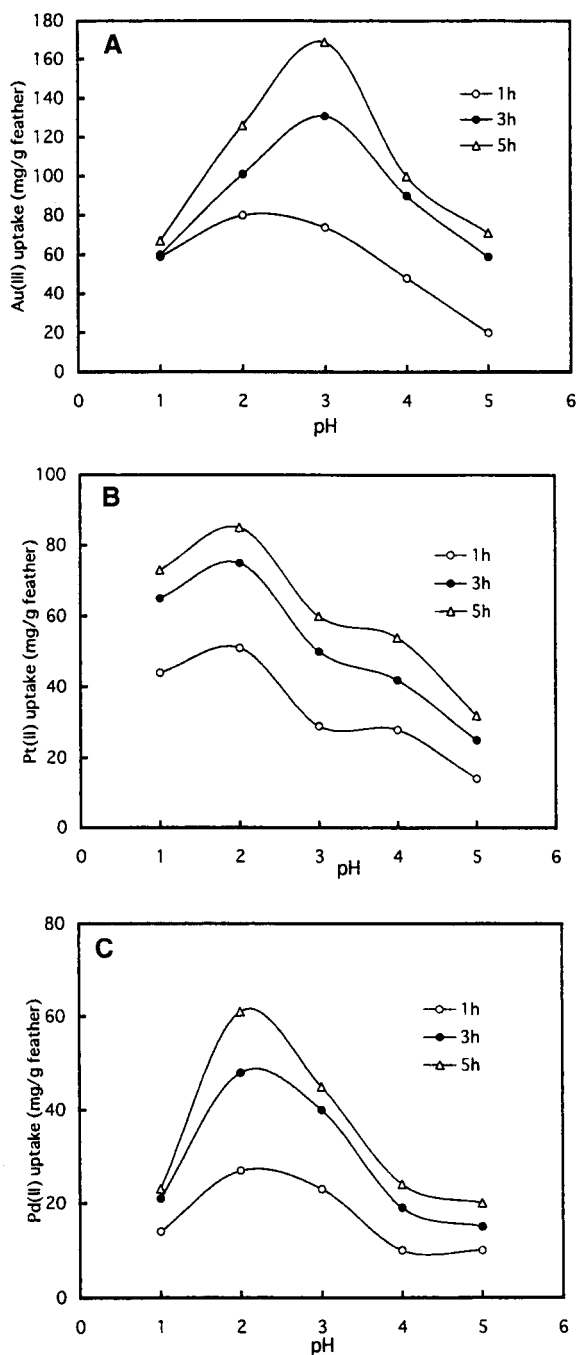 A
180
160
140
120
100
80
60
40
20
0
Au(III) uptake (mg/g feather)
1h
3h
5h
0 1 2 3 4 5 6
pH
B
100
80
60
40
20
0
Pt(II) uptake (mg/g feather)
1h
3h
5h
0 1 2 3 4 5 6
pH
C
80
60
40
20
0
Pd(II) uptake (mg/g feather)
1h
3h
5h
0 1 2 3 4 5 6
pH